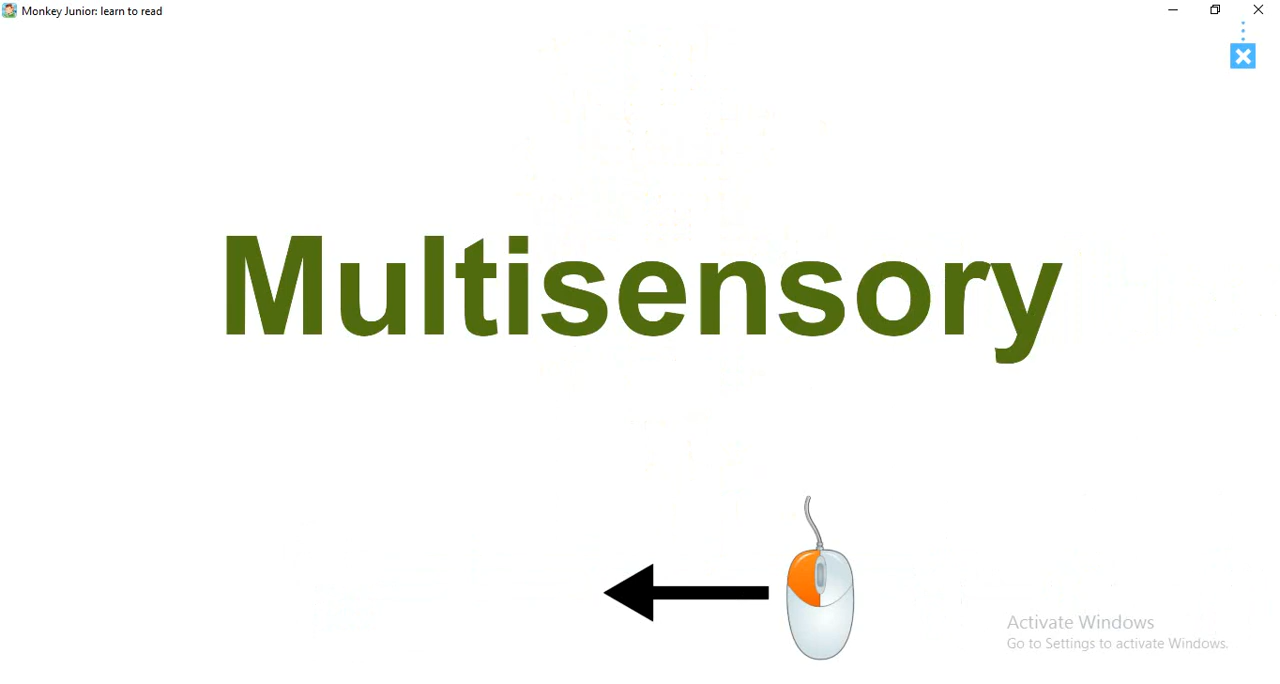 Monkey Junior: learn to read
Multisensory
Activate Windows
Go to Settings to activate Windows.